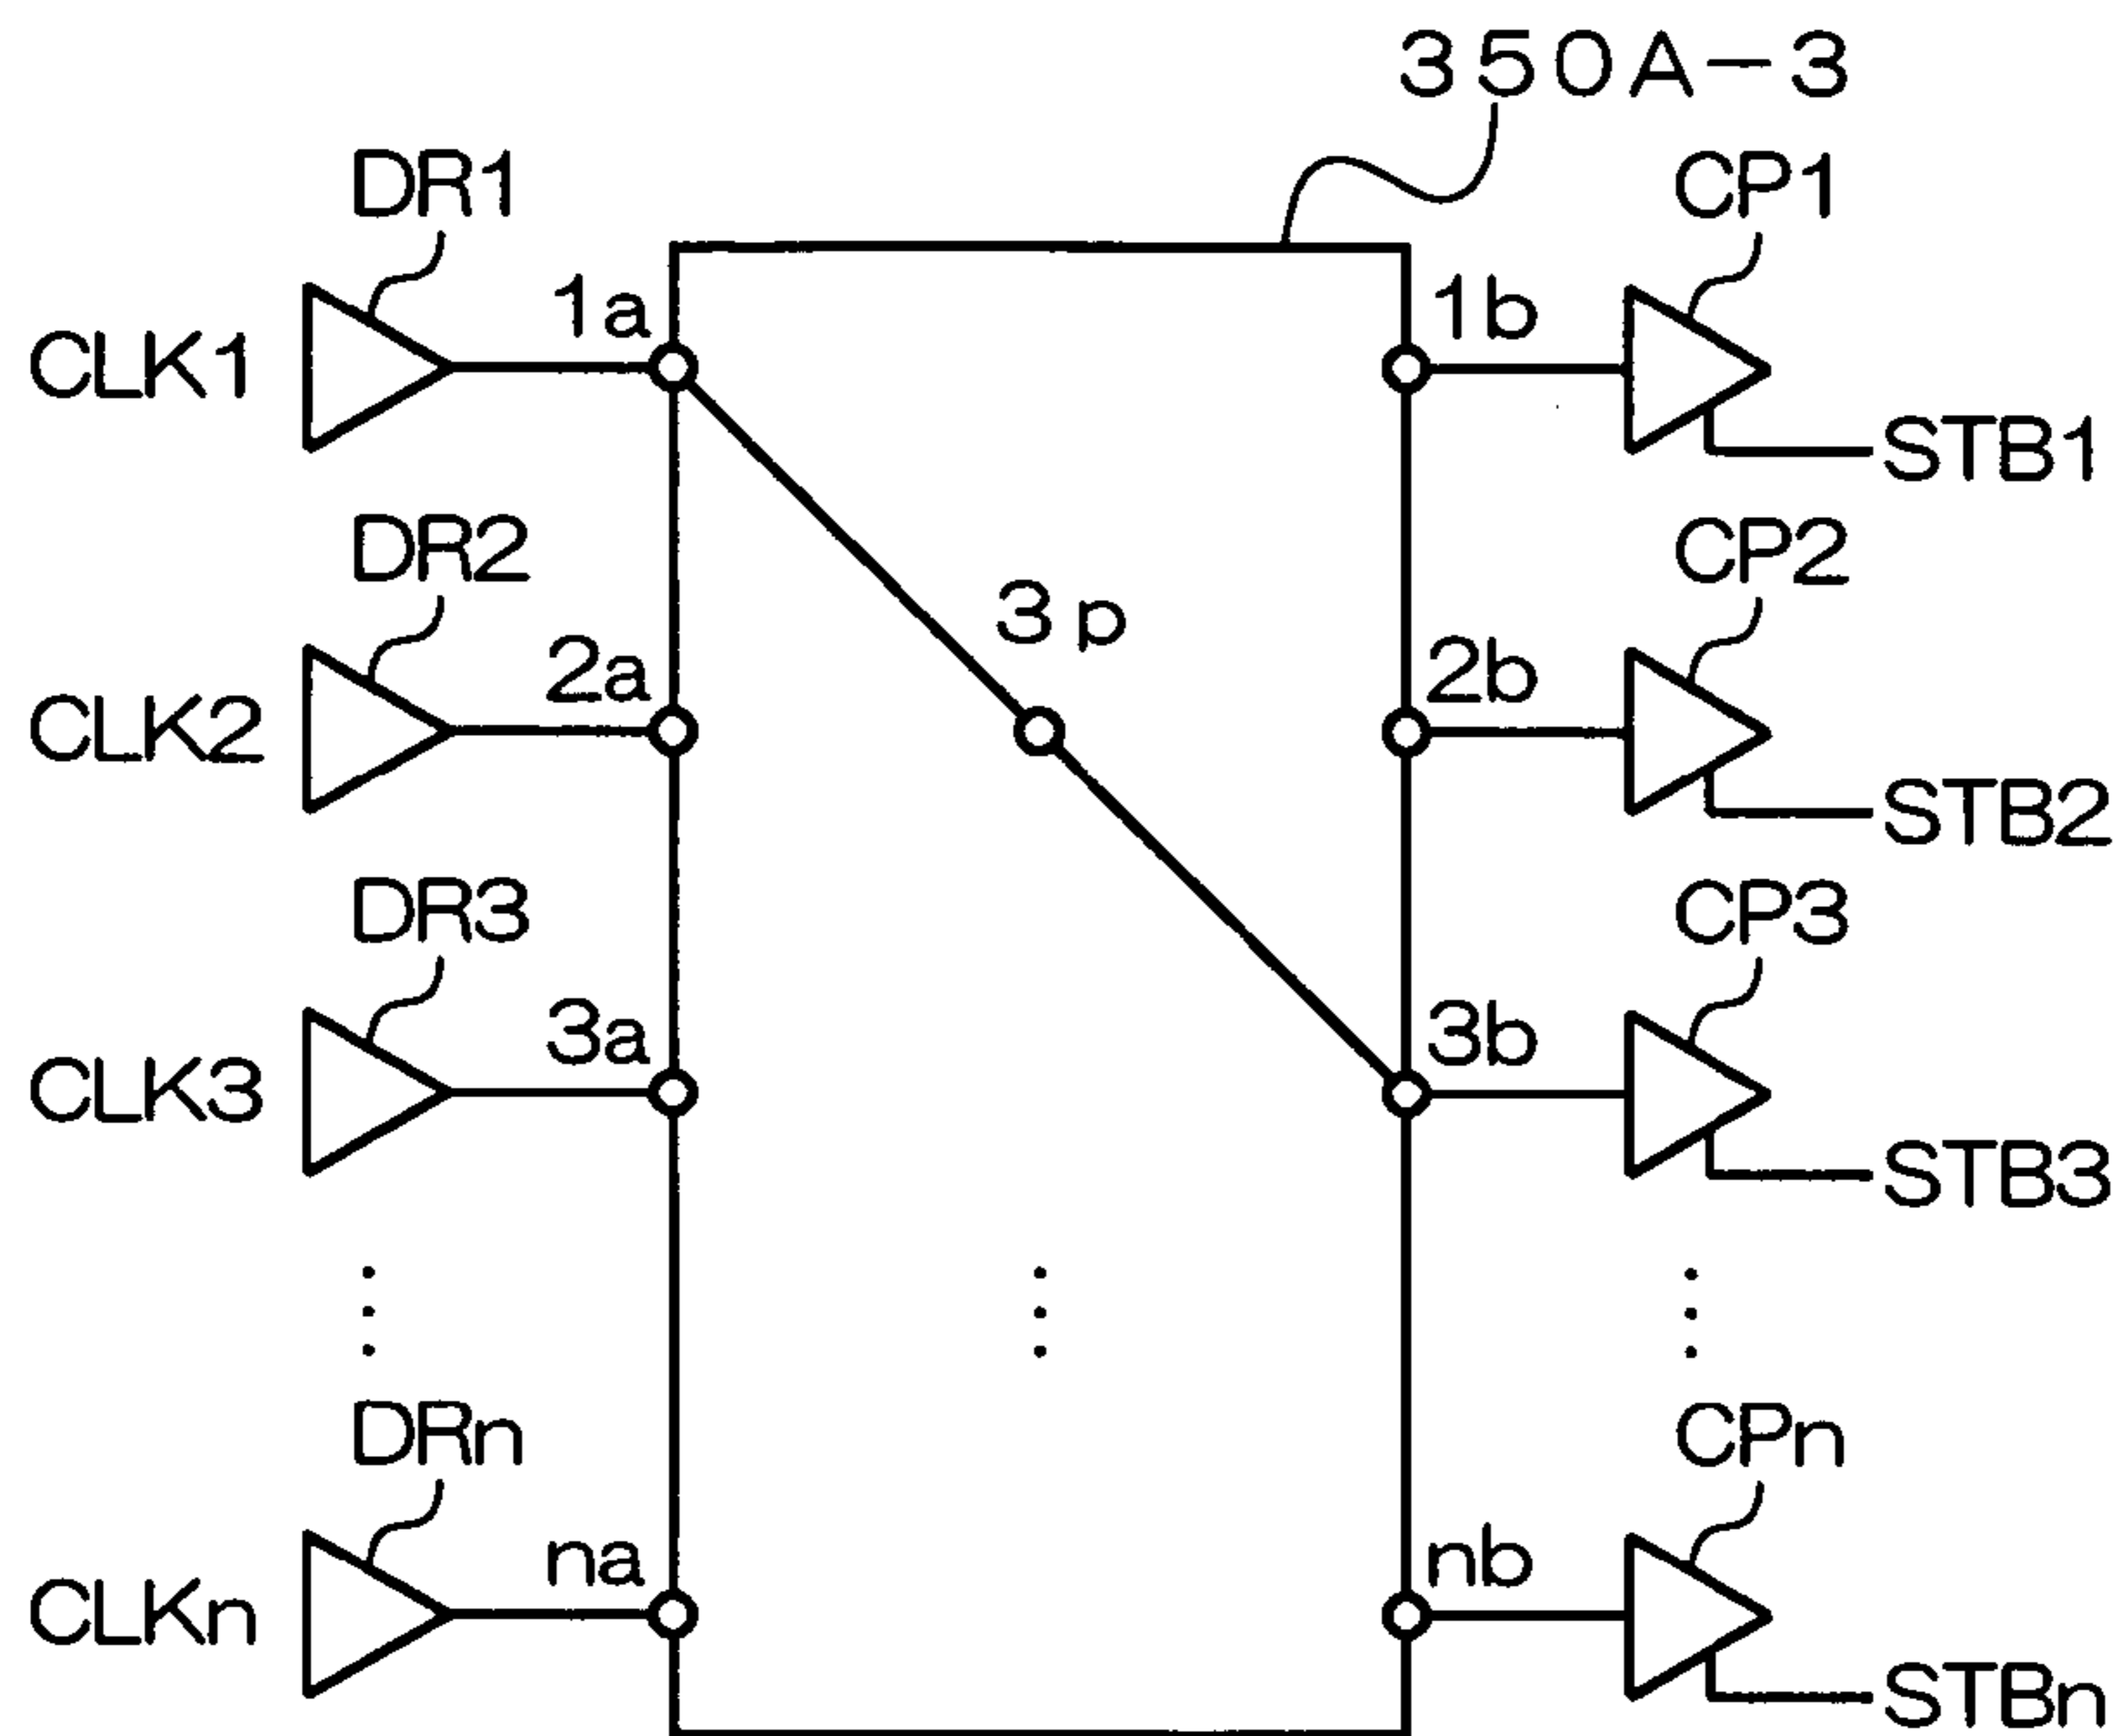 350A-3
DR1
CP1
1a
1b
CLK1
STB1
DR2
CP2
3p
2a
2b
CLK2
STB2
DR3
CP3
3a
3b
CLK3
STB3
DRn
CPn
na
nb
CLKn
STBn